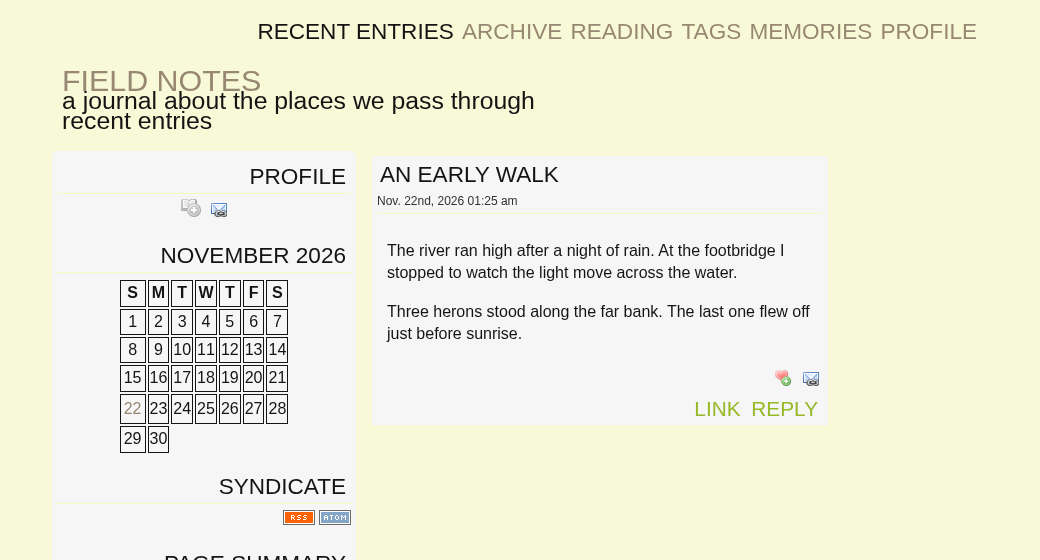 RECENT ENTRIES ARCHIVE READING TAGS MEMORIES PROFILE
FIELD NOTES
a journal about the places we pass through
recent entries
PROFILE
NOVEMBER 2026
S M T W T F S
1 2 3 4 5 6 7
8 9 10 11 12 13 14
15 16 17 18 19 20 21
22 23 24 25 26 27 28
29 30
SYNDICATE
RSS ATOM
PAGE SUMMARY
AN EARLY WALK
Nov. 22nd, 2026 01:25 am
The river ran high after a night of rain. At the footbridge I
stopped to watch the light move across the water.
Three herons stood along the far bank. The last one flew off
just before sunrise.
LINK REPLY